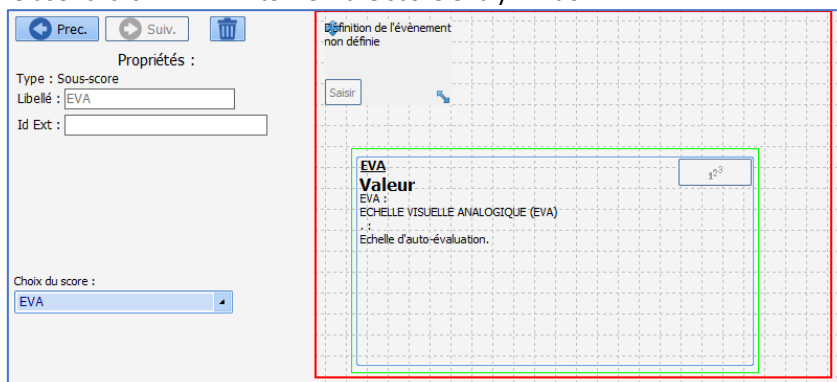 Prec.
Suiv.
Propriétés :
Type : Sous-score
Libellé : EVA
Id Ext :
Choix du score :
EVA
Définition de l'évènement
non définie
Saisir
EVA
Valeur
EVA :
ECHELLE VISUELLE ANALOGIQUE (EVA)
, :
Echelle d'auto-évaluation.
123